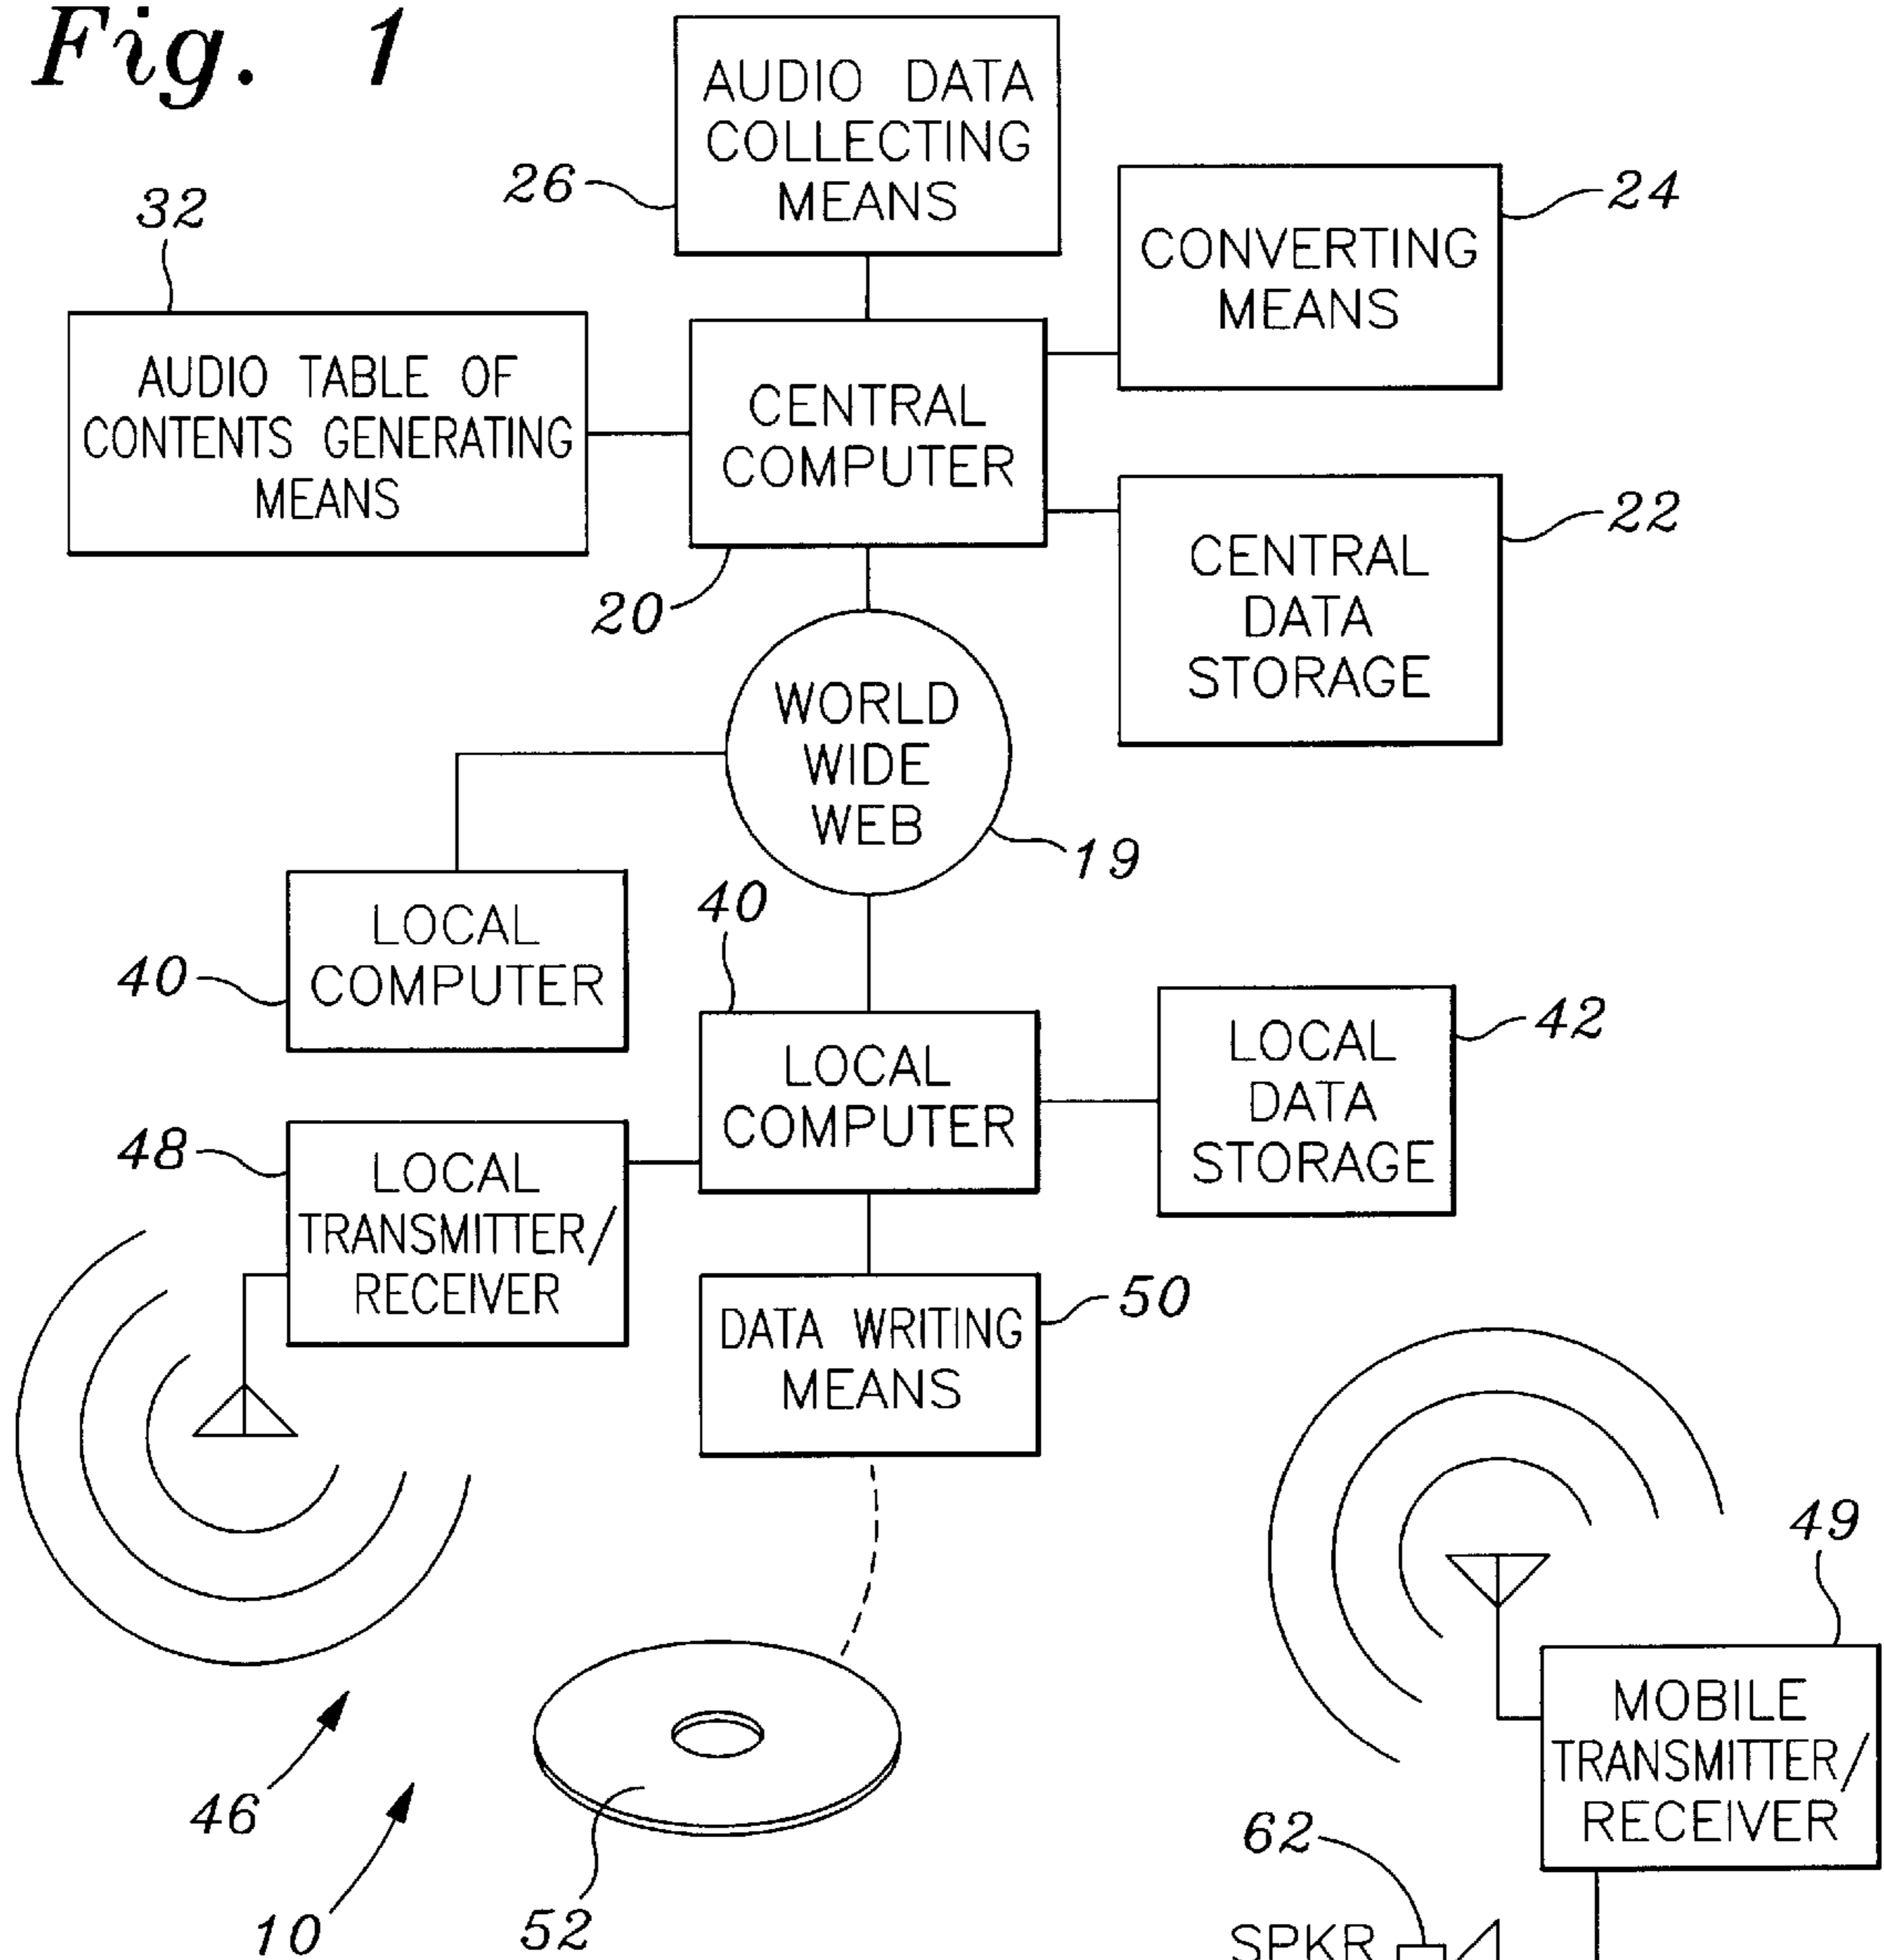 Fig. 1
AUDIO DATA
COLLECTING
MEANS
26
32
24
CONVERTING
MEANS
AUDIO TABLE OF
CONTENTS GENERATING
MEANS
CENTRAL
COMPUTER
20
22
CENTRAL
DATA
STORAGE
WORLD
WIDE
WEB
19
40
LOCAL
COMPUTER
40
LOCAL
COMPUTER
42
LOCAL
DATA
STORAGE
48
LOCAL
TRANSMITTER/
RECEIVER
50
DATA WRITING
MEANS
49
MOBILE
TRANSMITTER/
RECEIVER
46
10
52
62
SPKR